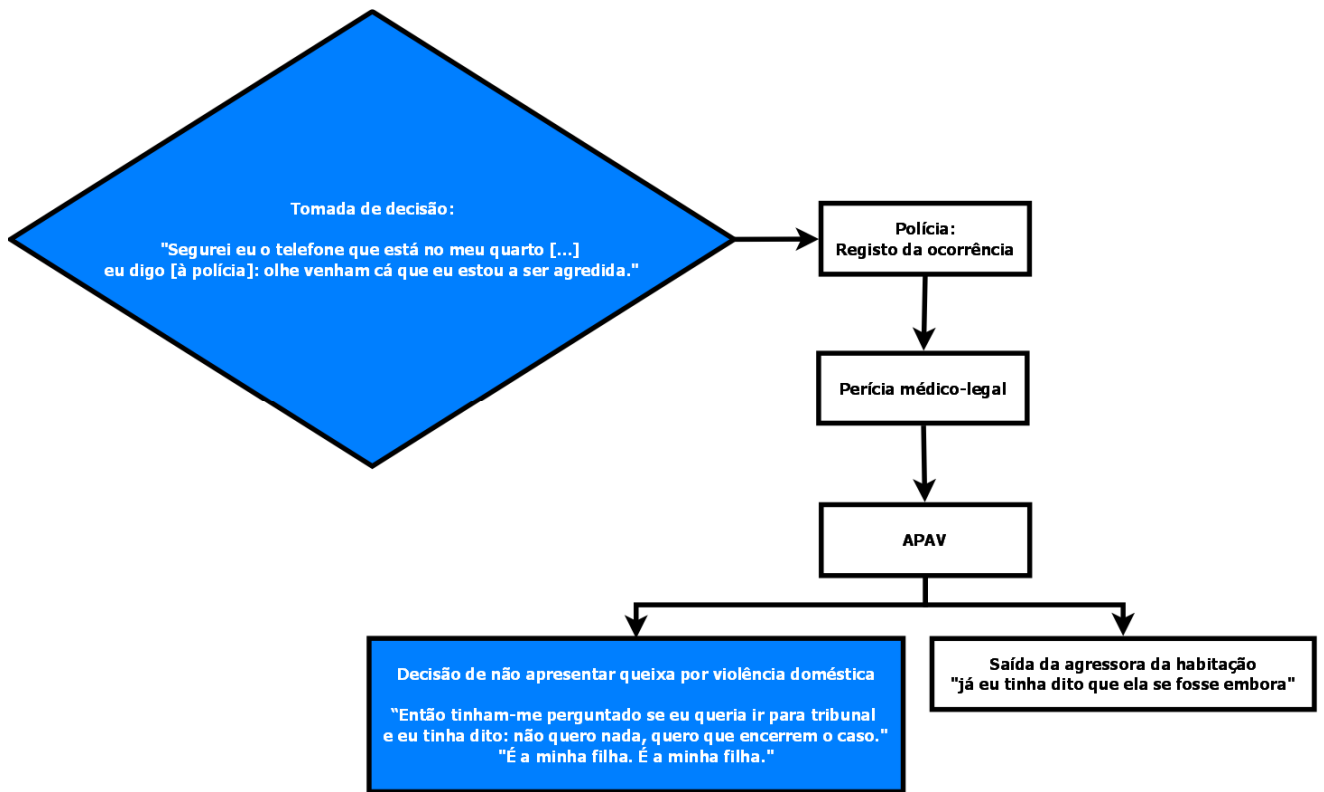 Tomada de decisão:
"Segurei eu o telefone que está no meu quarto [...]
eu digo [à polícia]: olhe venham cá que eu estou a ser agredida."
Polícia:
Registo da ocorrência
Perícia médico-legal
APAV
Decisão de não apresentar queixa por violência doméstica
“Então tinham-me perguntado se eu queria ir para tribunal
e eu tinha dito: não quero nada, quero que encerrem o caso."
"É a minha filha. É a minha filha."
Saída da agressora da habitação
"já eu tinha dito que ela se fosse embora"